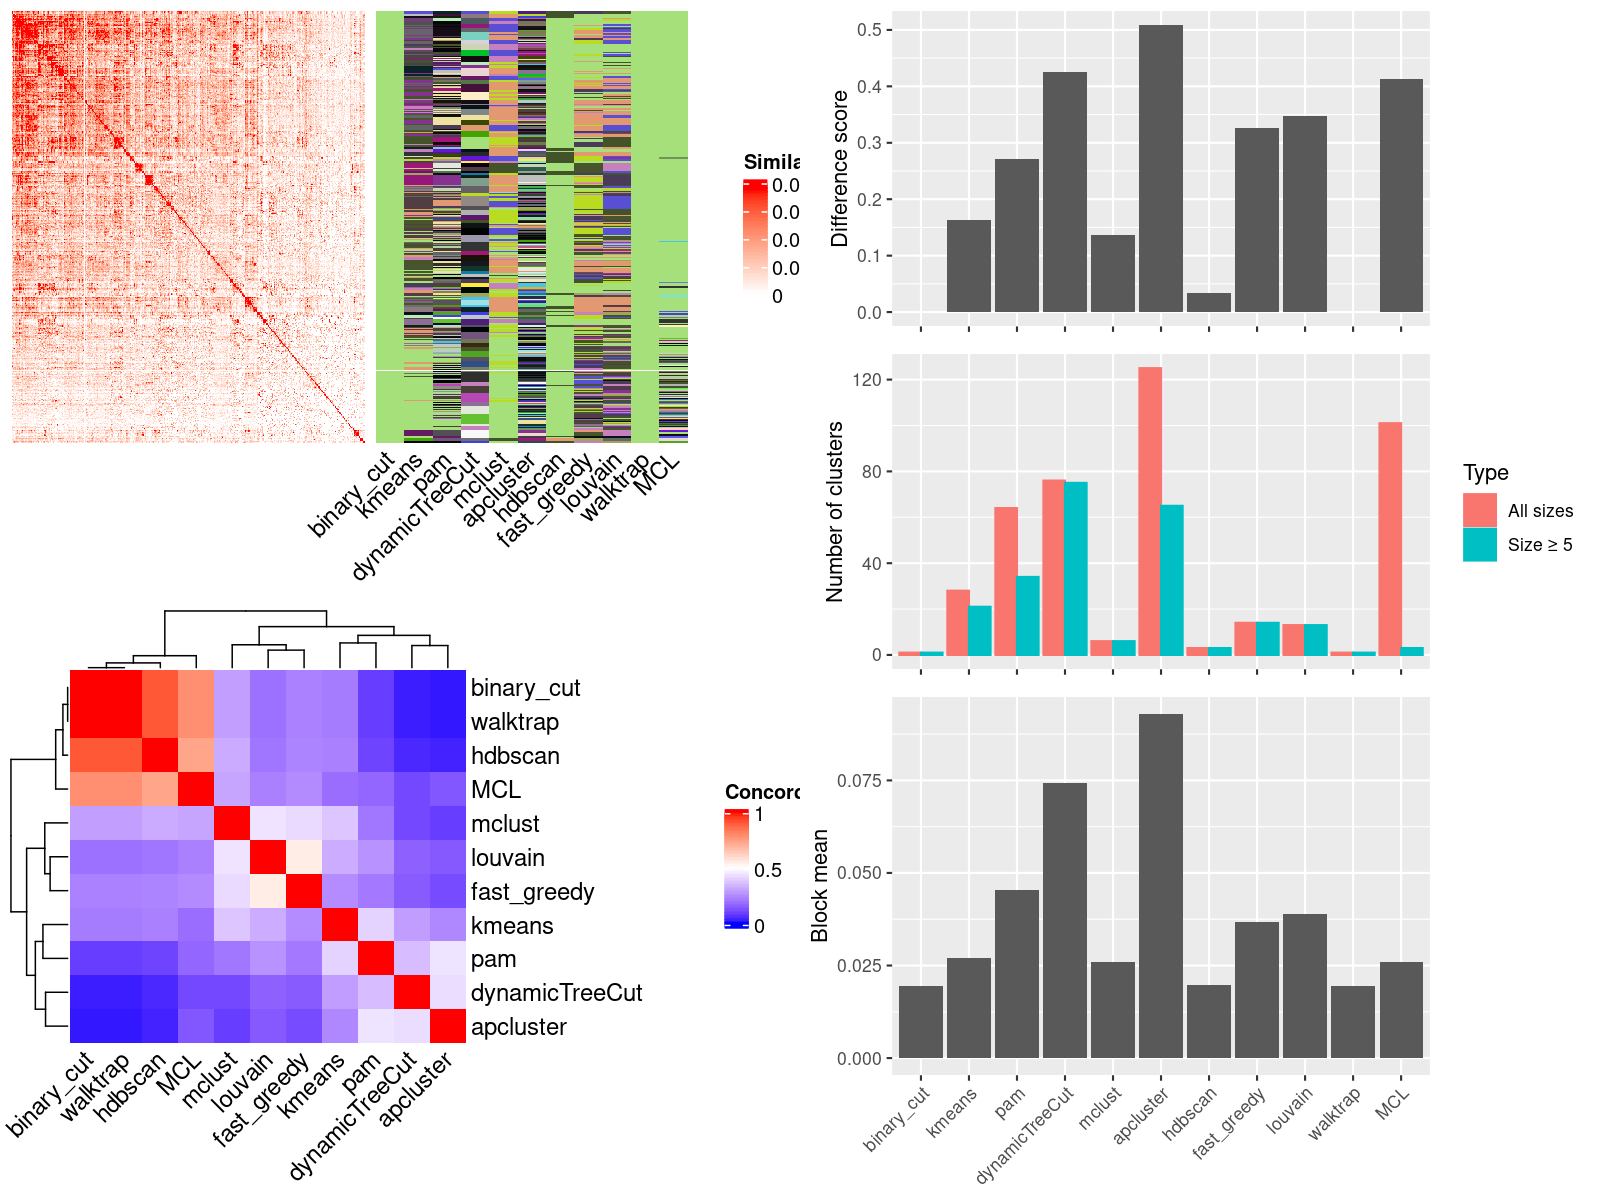 Simila
0.0
0.0
0.0
0.0
0
binary_cut
kmeans
pam
dynamicTreeCut
mclust
apcluster
hdbscan
fast_greedy
louvain
walktrap
MCL
binary_cut
walktrap
hdbscan
MCL
mclust
louvain
fast_greedy
kmeans
pam
dynamicTreeCut
apcluster
binary_cut
walktrap
hdbscan
MCL
mclust
louvain
fast_greedy
kmeans
pam
dynamicTreeCut
apcluster
Concord
1
0.5
0
Difference score
0.5
0.4
0.3
0.2
0.1
0.0
Number of clusters
120
80
40
0
Type
All sizes
Size ≥ 5
Block mean
0.075
0.050
0.025
0.000
binary_cut
kmeans
pam
dynamicTreeCut
mclust
apcluster
hdbscan
fast_greedy
louvain
walktrap
MCL